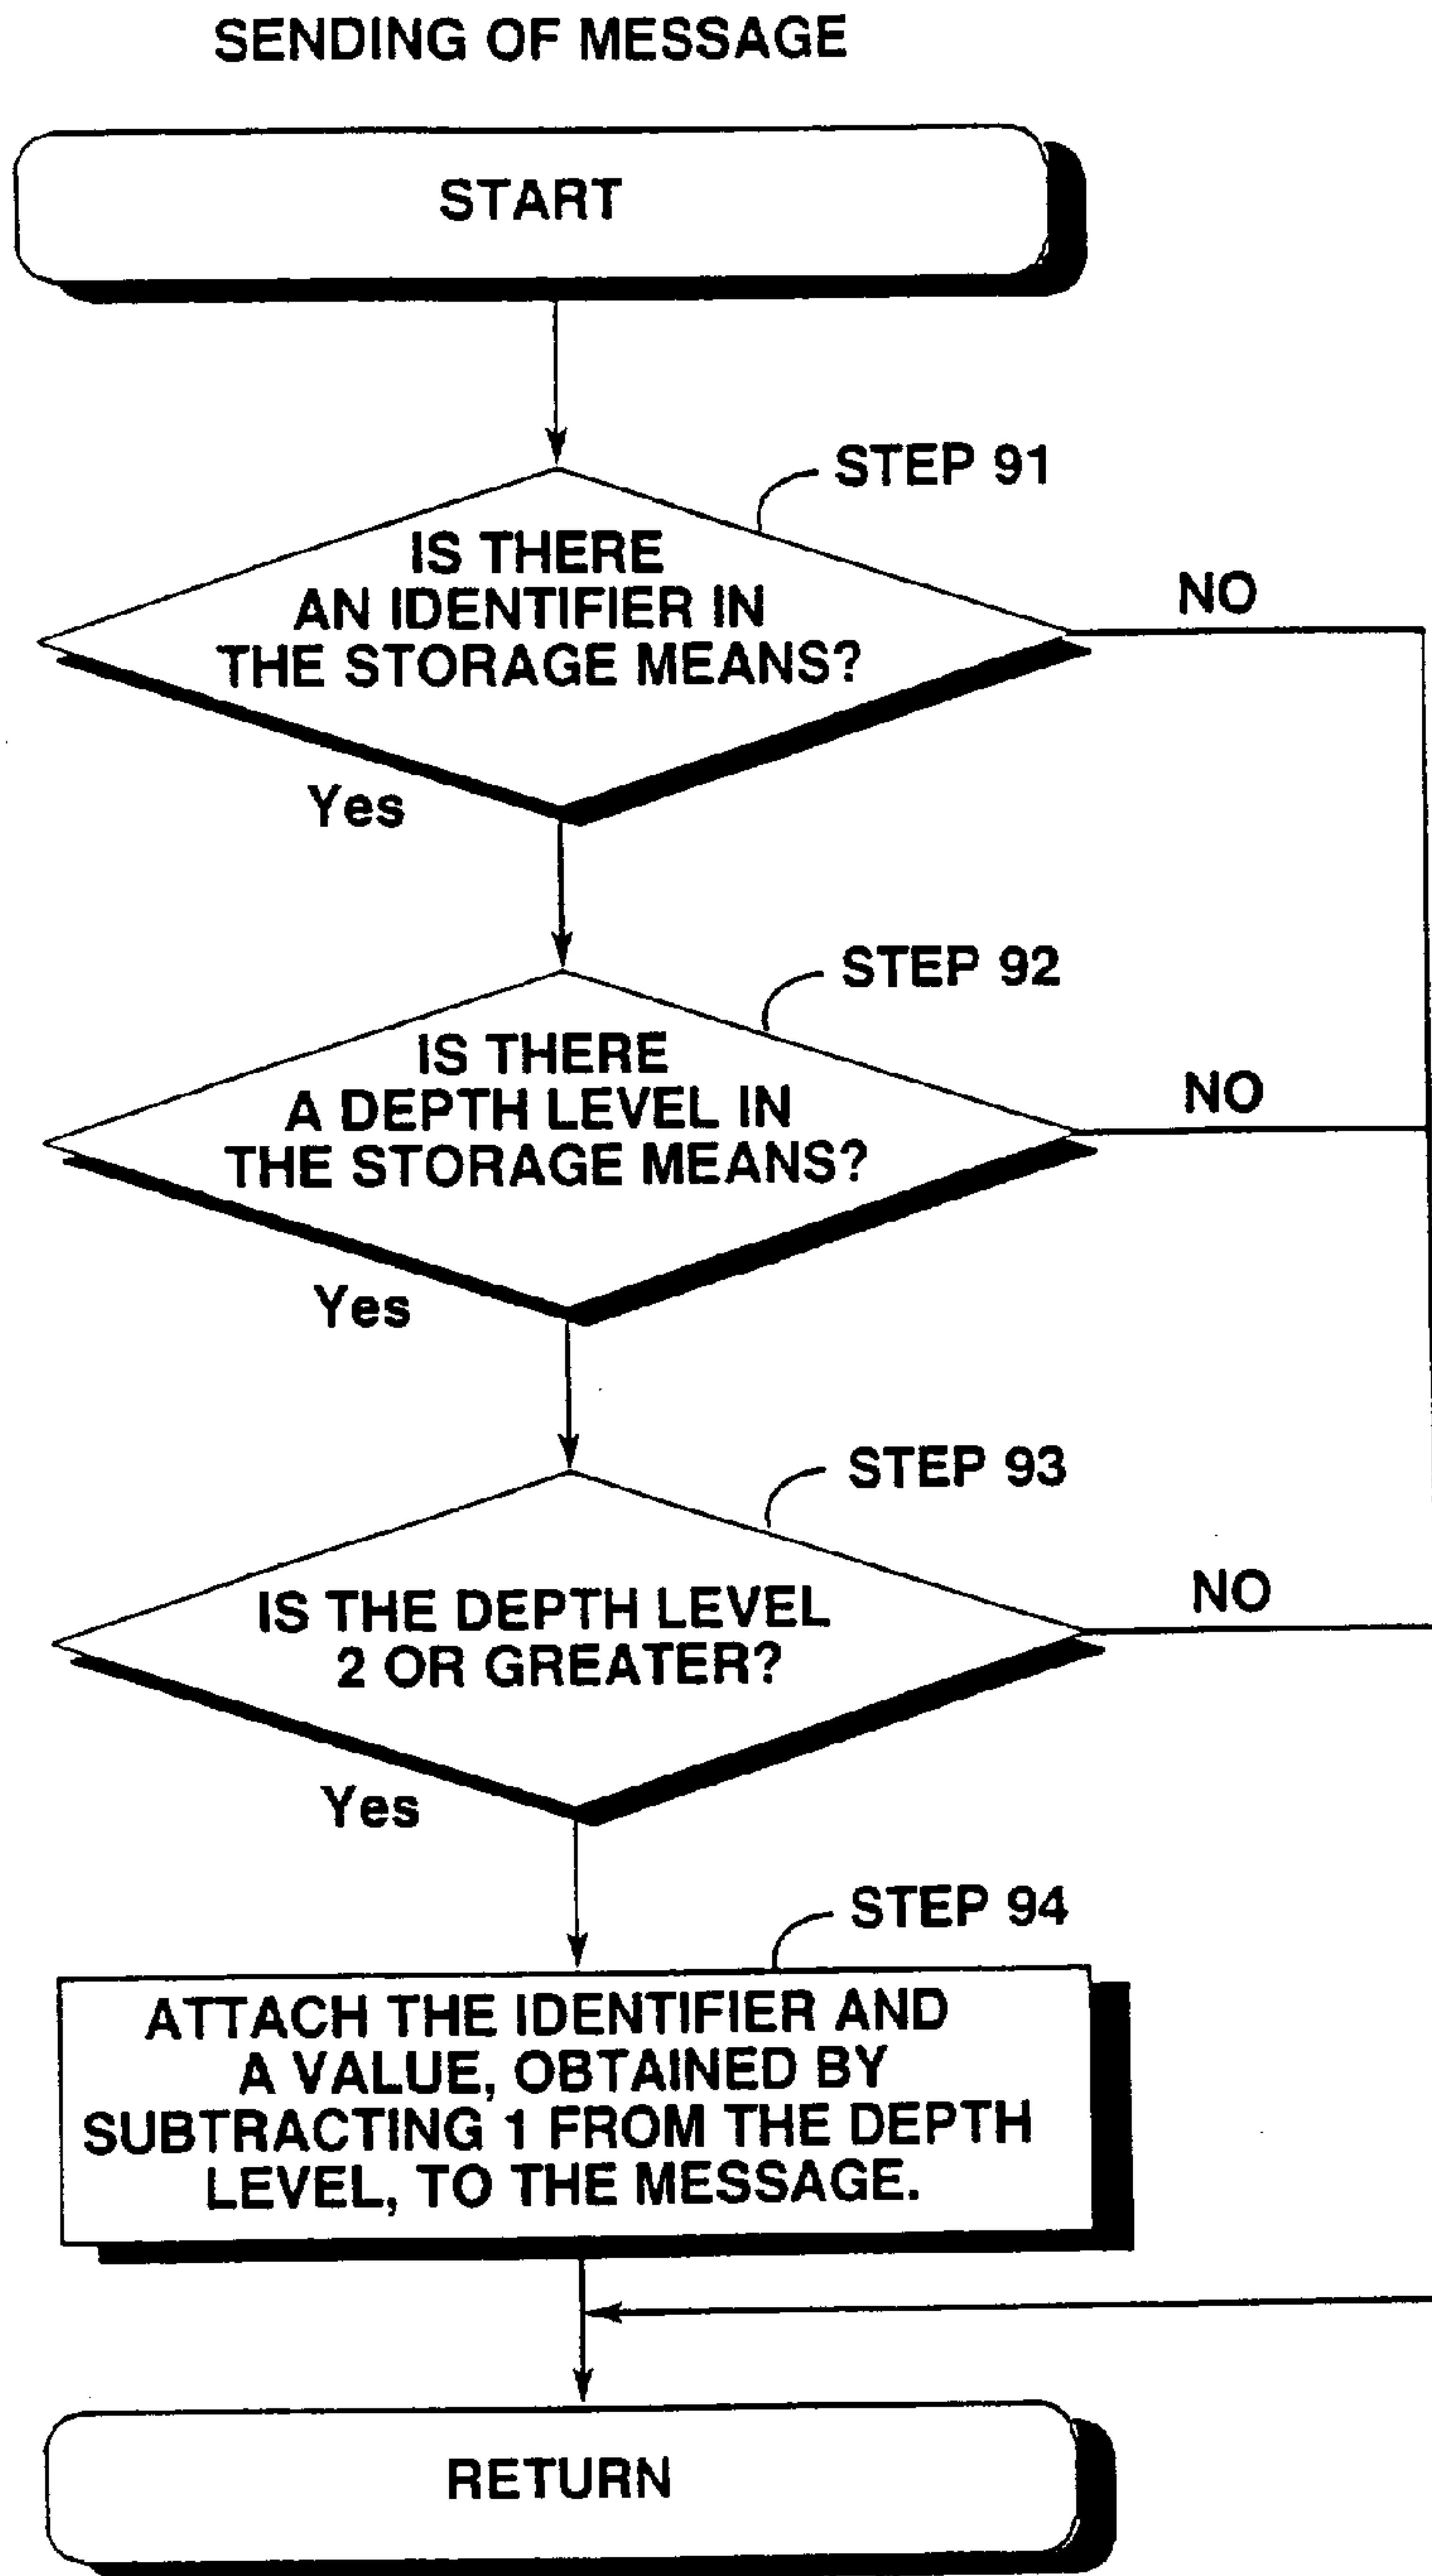 SENDING OF MESSAGE
START
STEP 91
IS THERE
AN IDENTIFIER IN
THE STORAGE MEANS?
NO
Yes
STEP 92
IS THERE
A DEPTH LEVEL IN
THE STORAGE MEANS?
NO
Yes
STEP 93
IS THE DEPTH LEVEL
2 OR GREATER?
NO
Yes
STEP 94
ATTACH THE IDENTIFIER AND
A VALUE, OBTAINED BY
SUBTRACTING 1 FROM THE DEPTH
LEVEL, TO THE MESSAGE.
RETURN